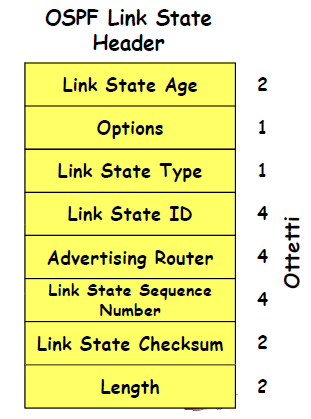 OSPF Link State
Header
Link State Age 2
Options 1
Link State Type 1
Link State ID 4
Advertising Router 4
Link State Sequence
Number 4
Link State Checksum 2
Length 2
Ottetti